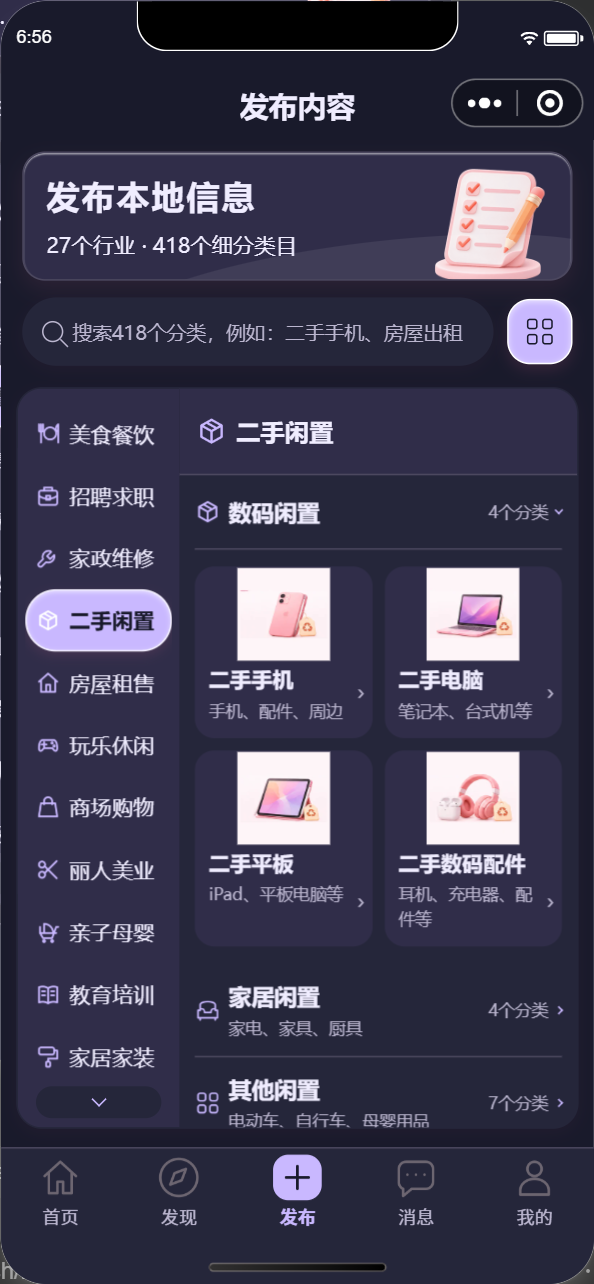 6:56
发布内容
发布本地信息
27个行业 · 418个细分类目
搜索418个分类，例如：二手手机、房屋出租
美食餐饮
招聘求职
家政维修
二手闲置
房屋租售
玩乐休闲
商场购物
丽人美业
亲子母婴
教育培训
家居家装
二手闲置
数码闲置
4个分类
二手手机
手机、配件、周边
二手电脑
笔记本、台式机等
二手平板
iPad、平板电脑等
二手数码配件
耳机、充电器、配
件等
家居闲置
家电、家具、厨具
4个分类
其他闲置
电动车、自行车、母婴用品
7个分类
首页
发现
发布
消息
我的